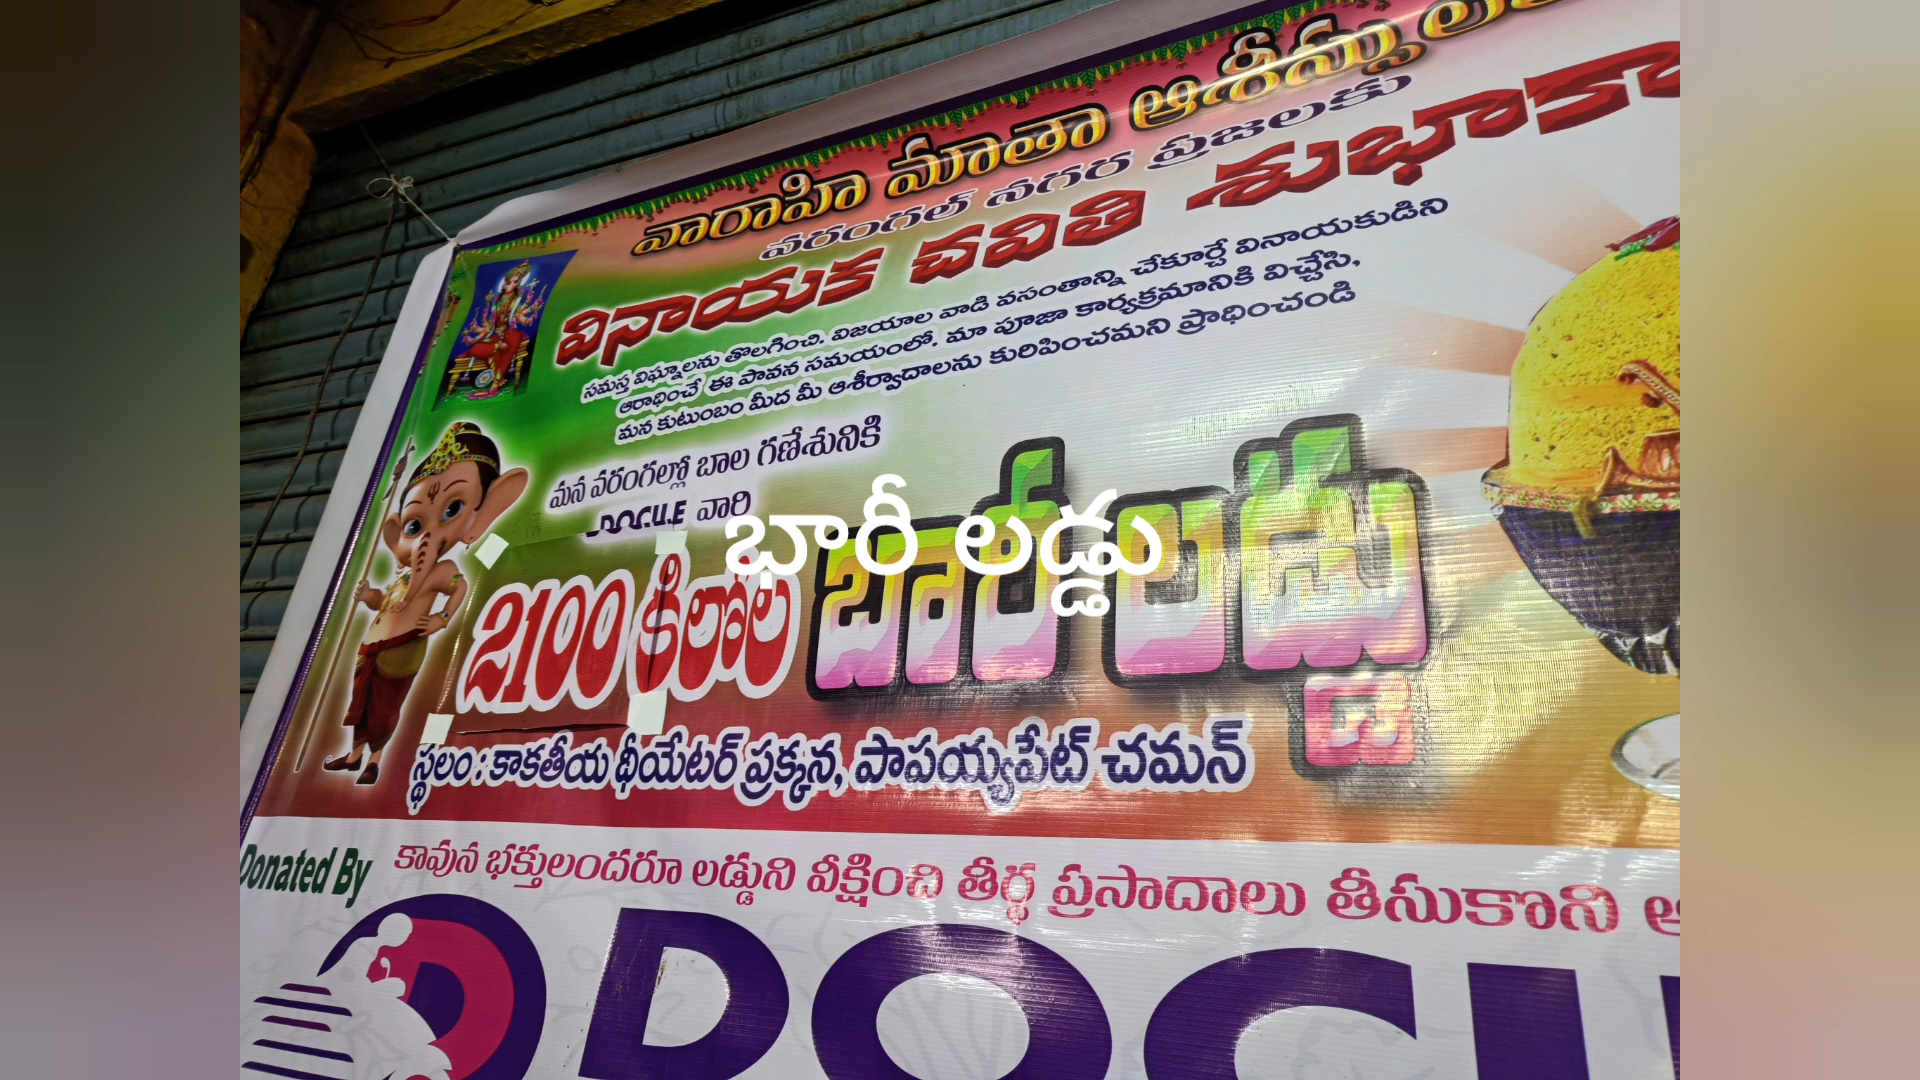 వారాహి మాతా ఆశీస్సులతో
వరంగల్ నగర ప్రజలకు
వినాయక చవితి శుభాకా
సమస్త విఘ్నాలను తొలగించి. విజయాల వాడి వసంతాన్ని చేకూర్చే వినాయకుడిని
ఆరాధించే ఈ పావన సమయంలో. మా పూజా కార్యక్రమానికి విచ్చేసి,
మన కుటుంబం మీద మీ ఆశీర్వాదాలను కురిపించమని ప్రాధించండి
మన వరంగల్లో బాల గణేశునికి
DOCU.E వారి
భారీ లడ్డు
2100 కిలోల బారీ లడ్డు
స్థలం : కాకతీయ థియేటర్ ప్రక్కన, పాపయ్యపేట్ చమన్
Donated By
కావున భక్తులందరూ లడ్డుని వీక్షించి తీర్థ ప్రసాదాలు తీసుకొని
DOCU